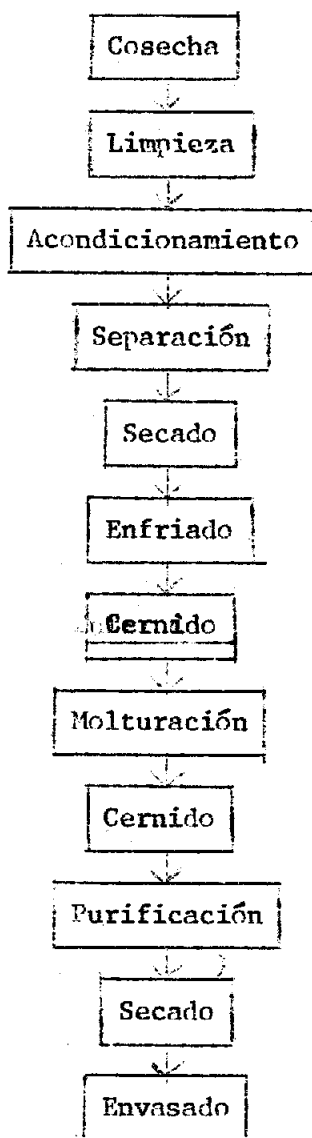 Cosecha
Limpieza
Acondicionamiento
Separación
Secado
Enfriado
Cernido
Molturación
Cernido
Purificación
Secado
Envasado